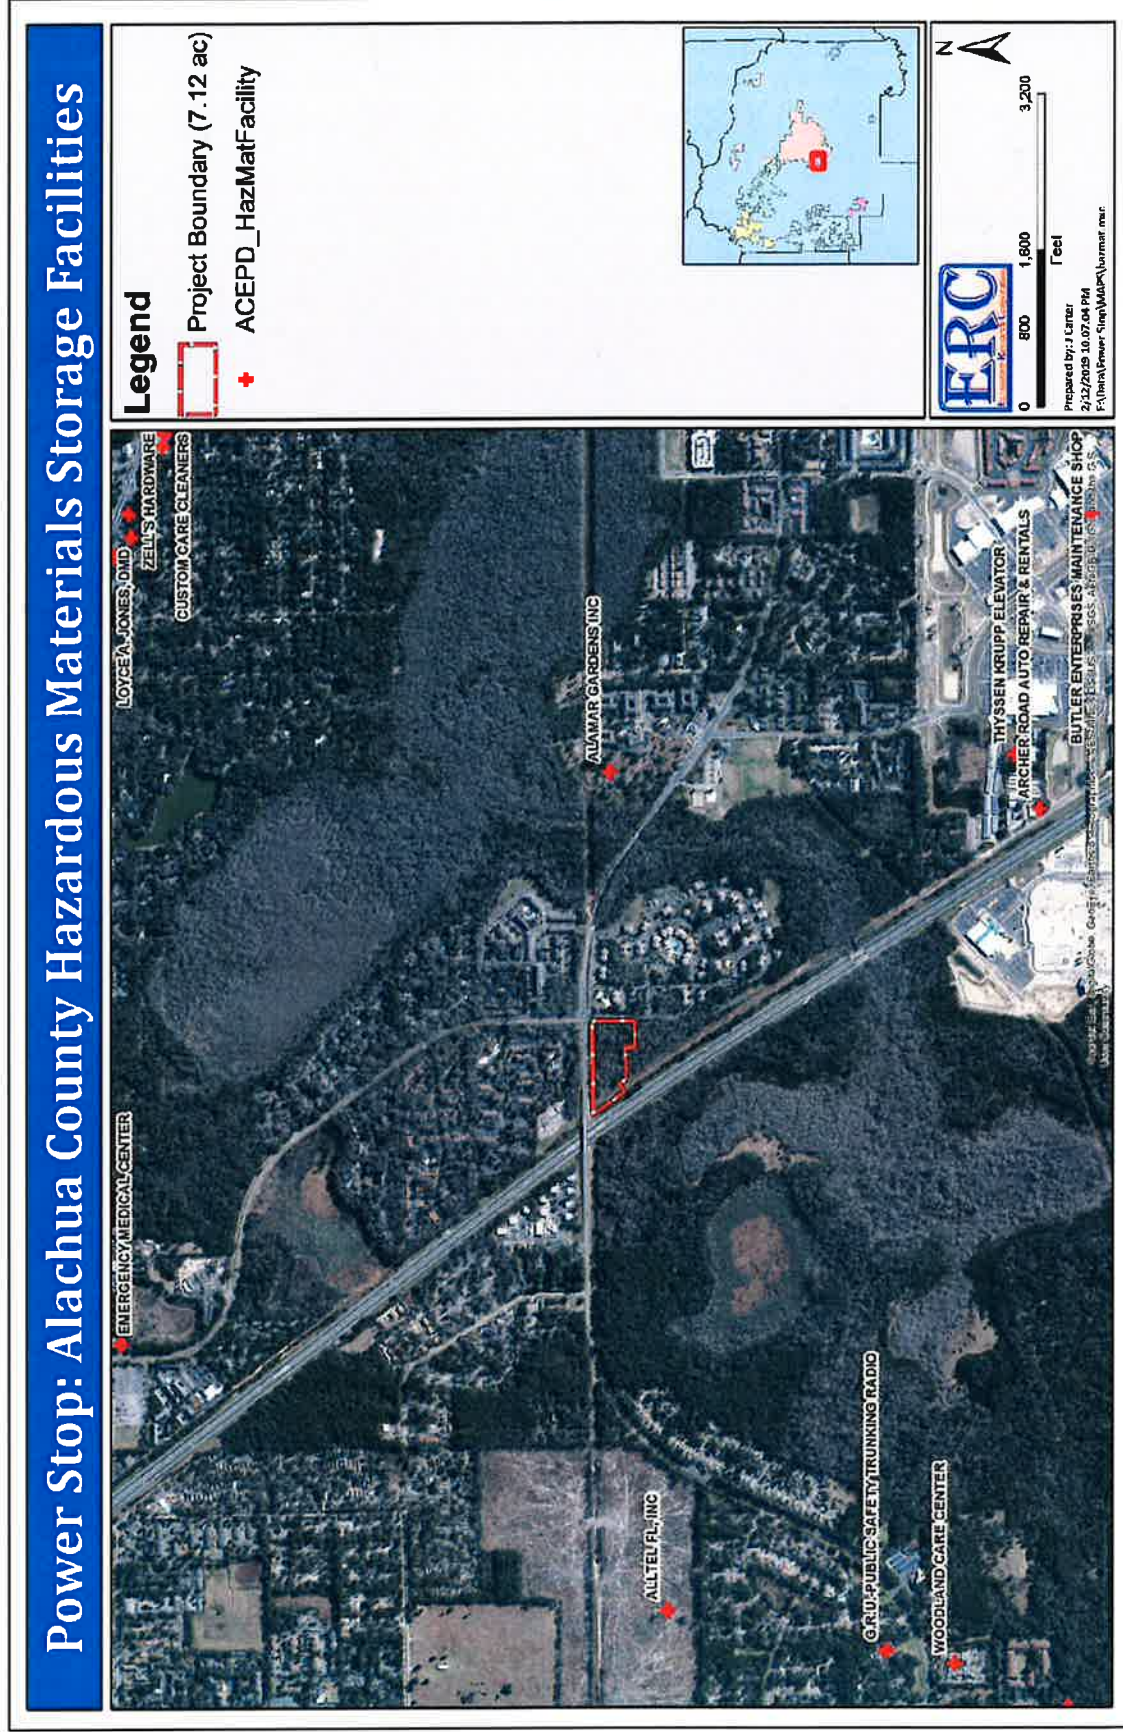 Power Stop: Alachua County Hazardous Materials Storage Facilities
ENERGENCY MEDICAL CENTER
LOYCE A. JONES, DMD
ZELL'S HARDWARE
CUSTOM CARE CLEANERS
ALAMAR GARDENS INC
ALLTEL FL, INC
G.R.U.-PUBLIC SAFETY TRUNKING RADIO
WOODLAND CARE CENTER
THYSSEN KRUPP ELEVATOR
ARCHER ROAD AUTO REPAIR & RENTALS
BUTLER ENTERPRISES MAINTENANCE SHOP
Legend
Project Boundary (7.12 ac)
ACEPD_HazMatFacility
ERC
N
0 800 1,600 3,200
Feet
Prepared by: J Carter
2/12/2019 10:07:04 PM